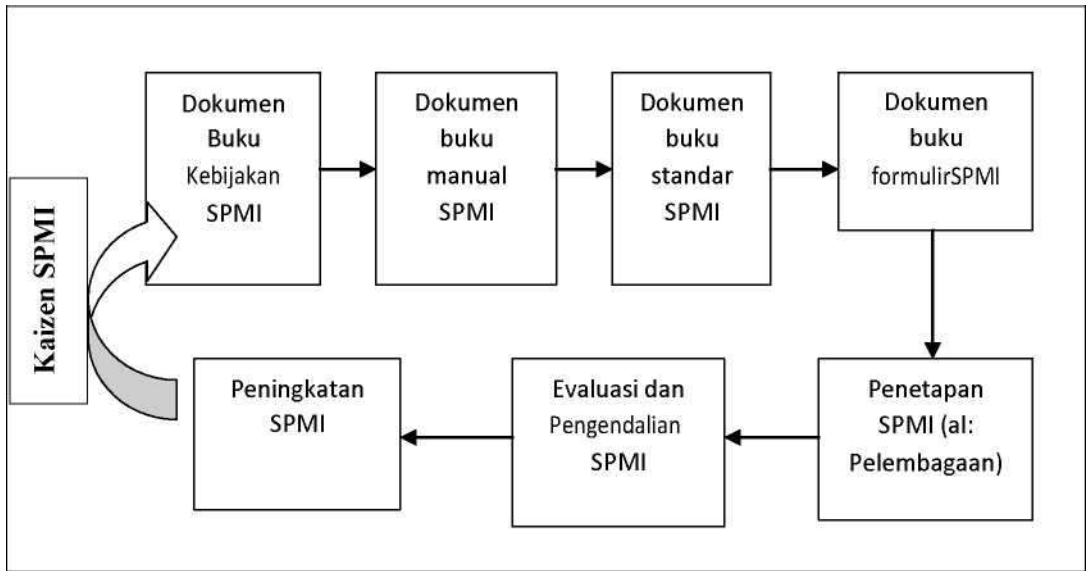 Dokumen
Buku
Kebijakan
SPMI
Dokumen
buku
manual
SPMI
Dokumen
buku
standar
SPMI
Dokumen
buku
formulirSPMI
Kaizen SPMI
Peningkatan
SPMI
Evaluasi dan
Pengendalian
SPMI
Penetapan
SPMI (al:
Pelembagaan)